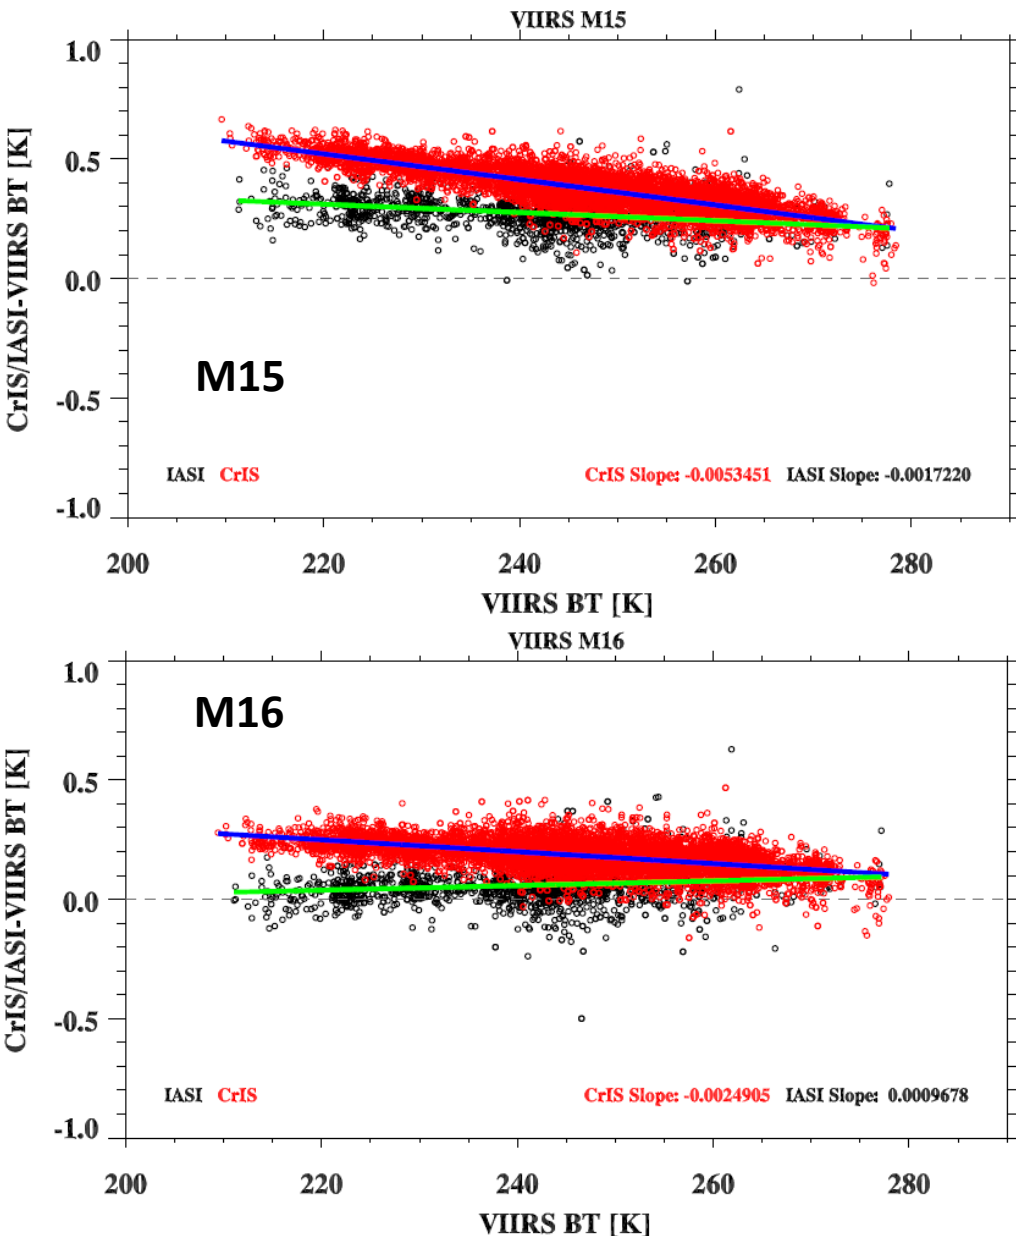 VIIRS M15
1.0
0.5
0.0
-0.5
-1.0
CrIS/IASI-VIIRS BT [K]
M15
IASI CrIS
CrIS Slope: -0.0053451 IASI Slope: -0.0017220
200 220 240 260 280
VIIRS BT [K]
VIIRS M16
1.0
0.5
0.0
-0.5
-1.0
CrIS/IASI-VIIRS BT [K]
M16
IASI CrIS
CrIS Slope: -0.0024905 IASI Slope: 0.0009678
200 220 240 260 280
VIIRS BT [K]